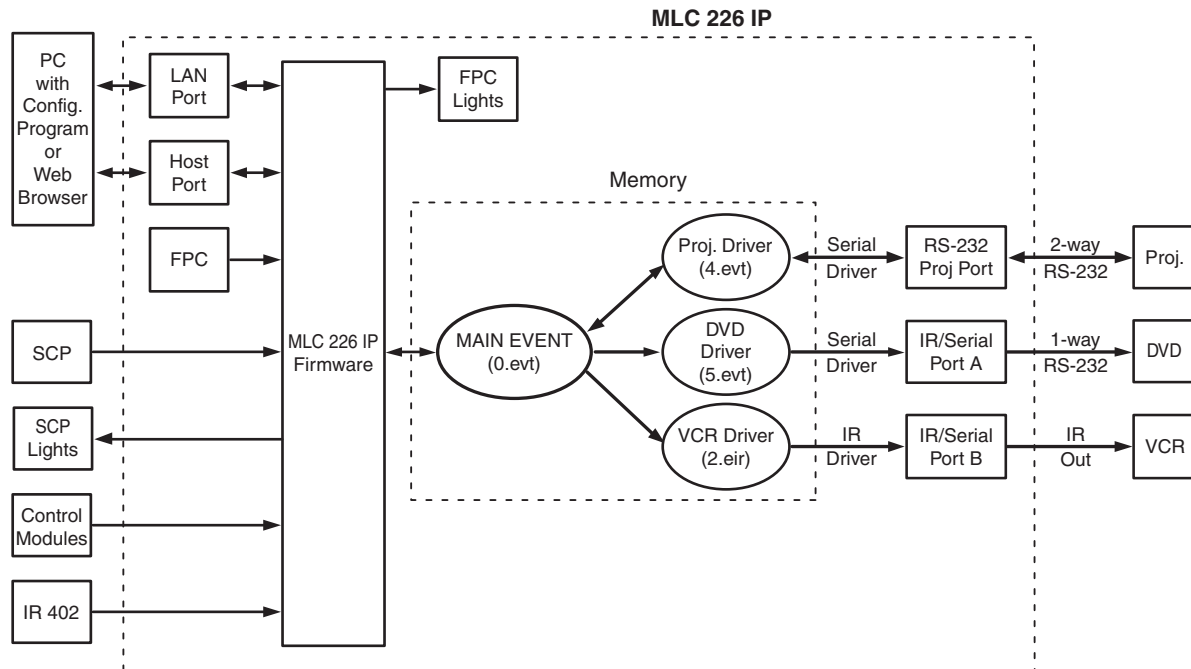 MLC 226 IP
PC
with
Config.
Program
or
Web
Browser
LAN
Port
Host
Port
FPC
SCP
SCP
Lights
Control
Modules
IR 402
MLC 226 IP
Firmware
FPC
Lights
Memory
MAIN EVENT
(0.evt)
Proj. Driver
(4.evt)
Serial
Driver
RS-232
Proj Port
2-way
RS-232
Proj.
DVD
Driver
(5.evt)
Serial
Driver
IR/Serial
Port A
1-way
RS-232
DVD
VCR Driver
(2.eir)
IR
Driver
IR/Serial
Port B
IR
Out
VCR